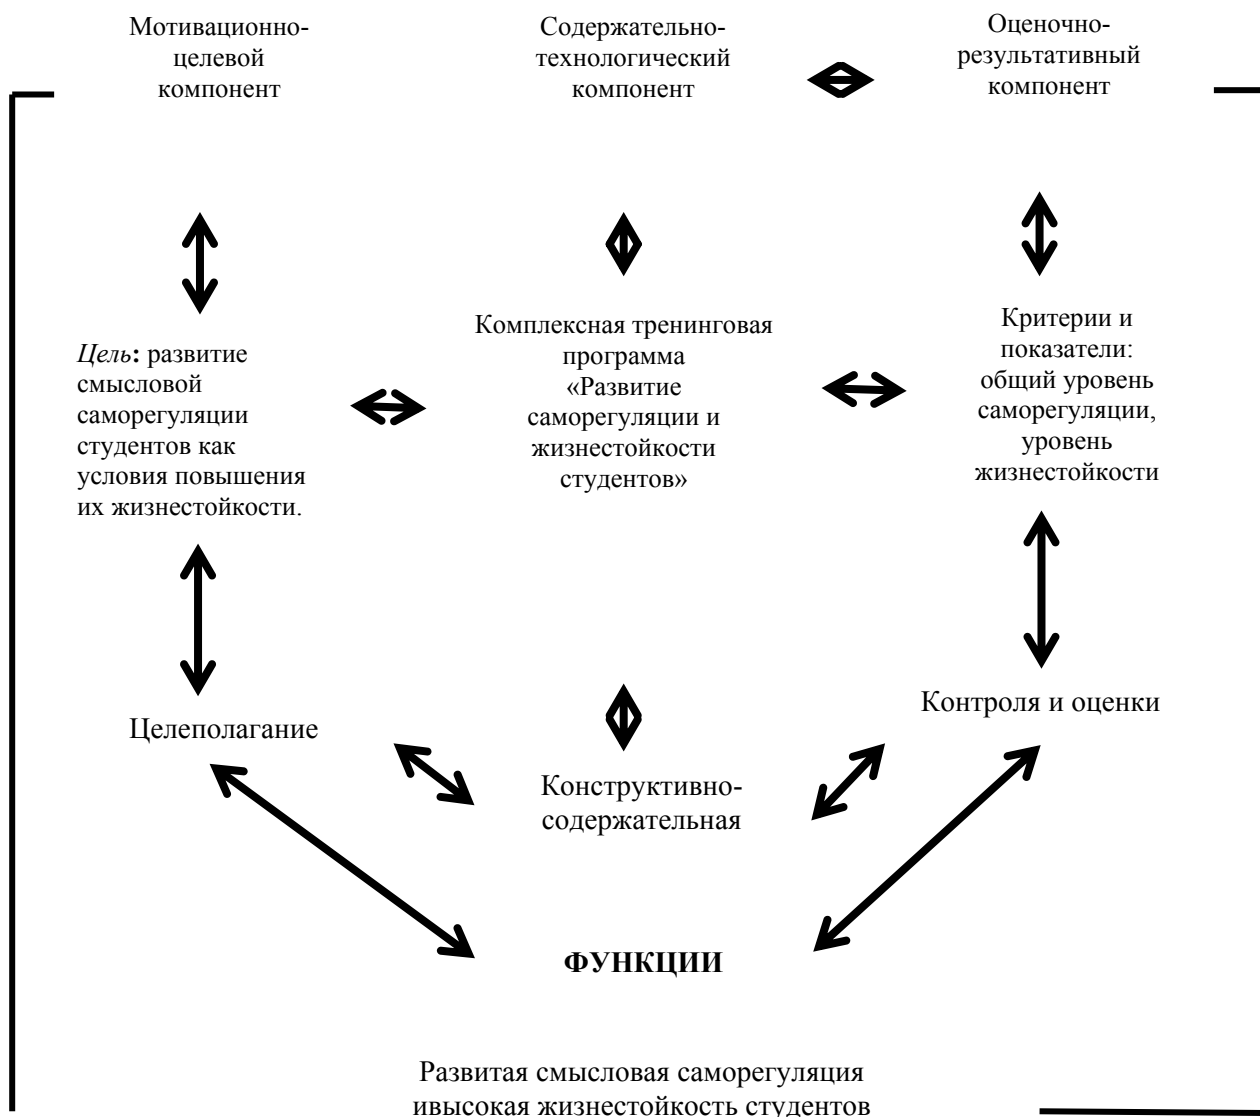 Мотивационно-
целевой
компонент
Содержательно-
технологический
компонент
Оценочно-
результативный
компонент
Цель: развитие
смысловой
саморегуляции
студентов как
условия повышения
их жизнестойкости.
Комплексная тренинговая
программа
«Развитие
саморегуляции и
жизнестойкости
студентов»
Критерии и
показатели:
общий уровень
саморегуляции,
уровень
жизнестойкости
Целеполагание
Конструктивно-
содержательная
Контроля и оценки
ФУНКЦИИ
Развитая смысловая саморегуляция
ивысокая жизнестойкость студентов